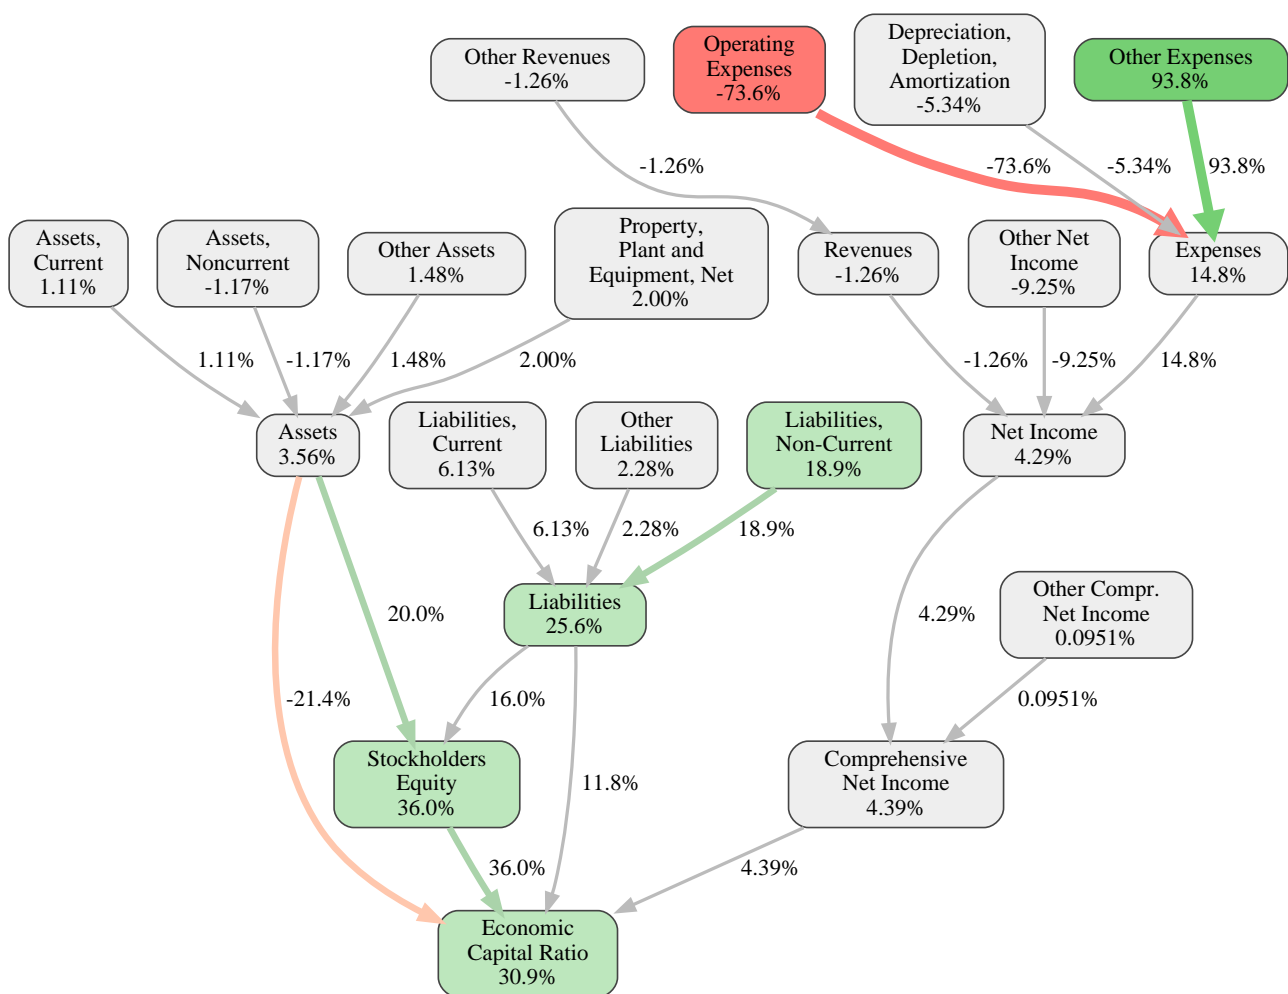 Other Revenues
-1.26%
Operating
Expenses
-73.6%
Depreciation,
Depletion,
Amortization
-5.34%
Other Expenses
93.8%
-1.26%
-73.6%
-5.34%
93.8%
Assets,
Current
1.11%
Assets,
Noncurrent
-1.17%
Other Assets
1.48%
Property,
Plant and
Equipment, Net
2.00%
Revenues
-1.26%
Other Net
Income
-9.25%
Expenses
14.8%
1.11%
-1.17%
1.48%
2.00%
-1.26%
-9.25%
14.8%
Assets
3.56%
Liabilities,
Current
6.13%
Other
Liabilities
2.28%
Liabilities,
Non-Current
18.9%
Net Income
4.29%
6.13%
2.28%
18.9%
Liabilities
25.6%
20.0%
4.29%
Other Compr.
Net Income
0.0951%
-21.4%
16.0%
0.0951%
Stockholders
Equity
36.0%
11.8%
Comprehensive
Net Income
4.39%
36.0%
4.39%
Economic
Capital Ratio
30.9%